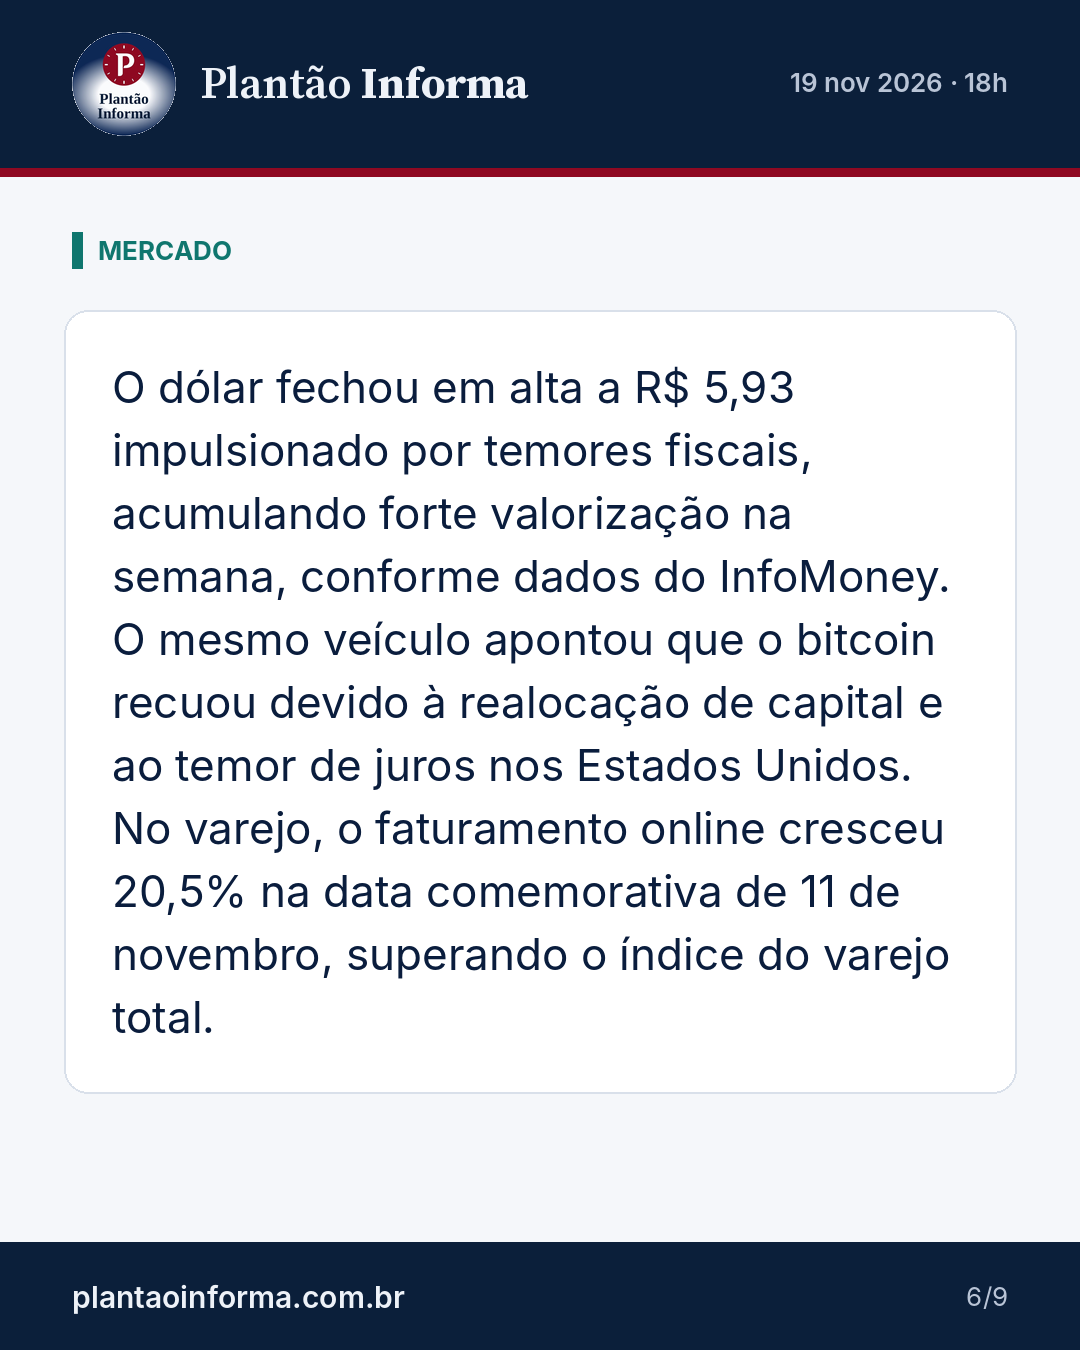 P
Plantão
Informa
Plantão Informa
19 nov 2026 · 18h
MERCADO
O dólar fechou em alta a R$ 5,93
impulsionado por temores fiscais,
acumulando forte valorização na
semana, conforme dados do InfoMoney.
O mesmo veículo apontou que o bitcoin
recuou devido à realocação de capital e
ao temor de juros nos Estados Unidos.
No varejo, o faturamento online cresceu
20,5% na data comemorativa de 11 de
novembro, superando o índice do varejo
total.
plantaoinforma.com.br
6/9